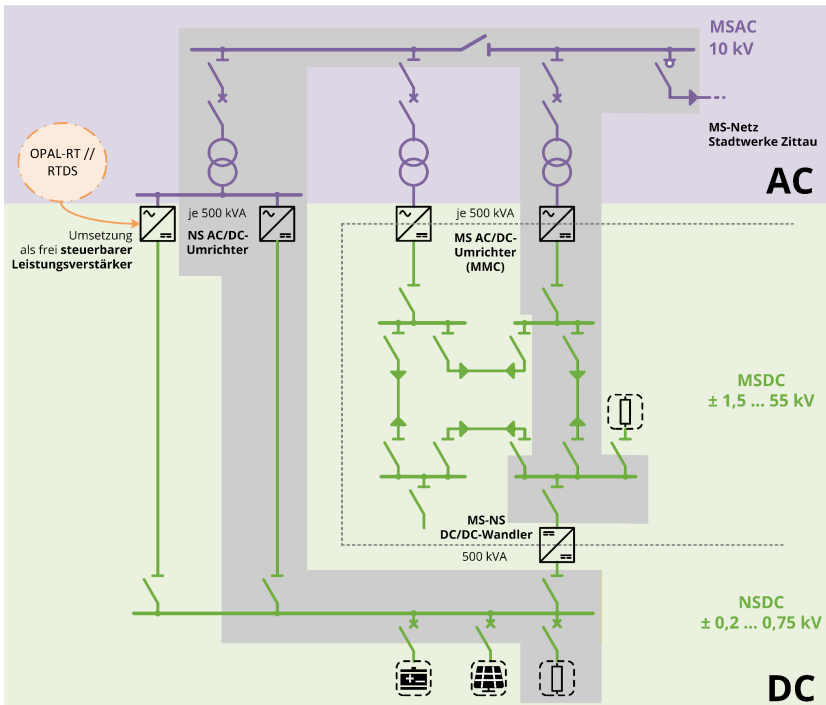 MSAC
10 kV
MS-Netz
Stadtwerke Zittau
AC
OPAL-RT //
RTDS
je 500 kVA
NS AC/DC-
Umrichter
Umsetzung
als frei steuerbarer
Leistungsverstärker
je 500 kVA
MS AC/DC-
Umrichter
(MMC)
MSDC
± 1,5 ... 55 kV
MS-NS
DC/DC-Wandler
500 kVA
NSDC
± 0,2 ... 0,75 kV
DC